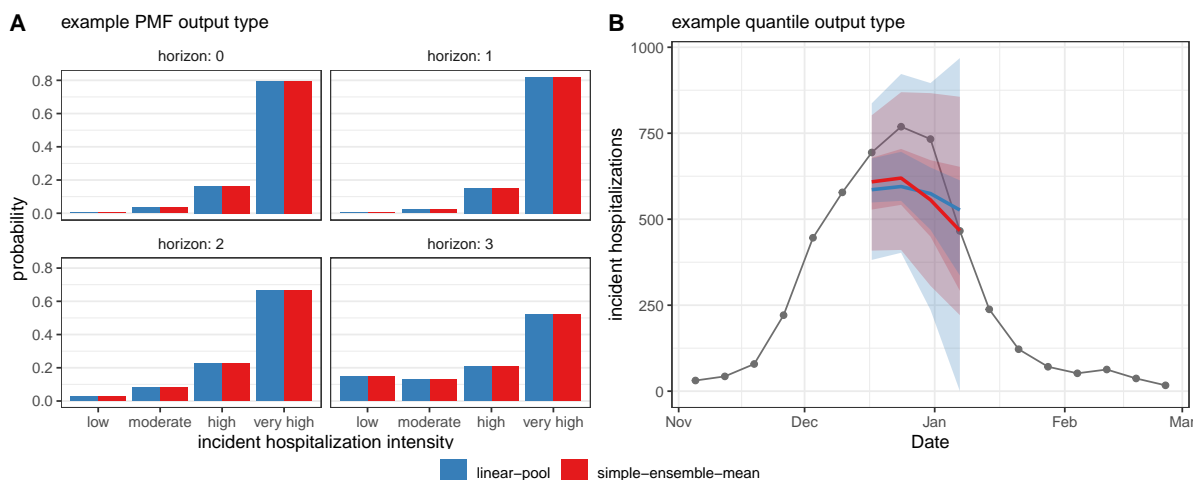 A example PMF output type
horizon: 0
horizon: 1
0.8
0.6
0.4
0.2
0.0
horizon: 2
horizon: 3
0.8
0.6
0.4
0.2
0.0
probability
low moderate high very high
low moderate high very high
incident hospitalization intensity
B example quantile output type
1000
750
500
250
0
incident hospitalizations
Nov Dec Jan Feb Mar
Date
linear−pool
simple−ensemble−mean